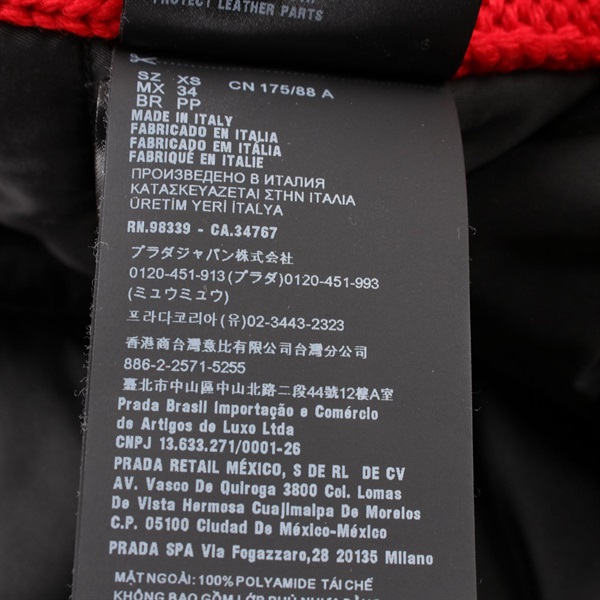 PROTECT LEATHER PARTS
SZ XS CN 175/88 A
MX 34
BR PP
MADE IN ITALY
FABRICADO EN ITALIA
FABRICADO EM ITÁLIA
FABRIQUÉ EN ITALIE
ПРОИЗВЕДЕНО В ИТАЛИЯ
ΚΑΤΑΣΚΕΥΑΖΕΤΑΙ ΣΤΗΝ ΙΤΑΛΙΑ
ÜRETİM YERİ İTALYA
RN.98339 - CA.34767
プラダジャパン株式会社
0120-451-913(プラダ)0120-451-993
(ミュウミュウ)
프라다코리아(유)02-3443-2323
香港商台灣意比有限公司台灣分公司
886-2-2571-5255
臺北市中山區中山北路二段44號12樓A室
Prada Brasil Importação e Comércio
de Artigos de Luxo Ltda
CNPJ 13.633.271/0001-26
PRADA RETAIL MÉXICO, S DE RL DE CV
AV. Vasco De Quiroga 3800 Col. Lomas
De Vista Hermosa Cuajimalpa De Morelos
C.P. 05100 Ciudad De México-México
PRADA SPA Via Fogazzaro,28 20135 Milano
MẶT NGOÀI: 100% POLYAMIDE TÁI CHẾ
KHÔNG BAO GỒM LỚP PHỦ